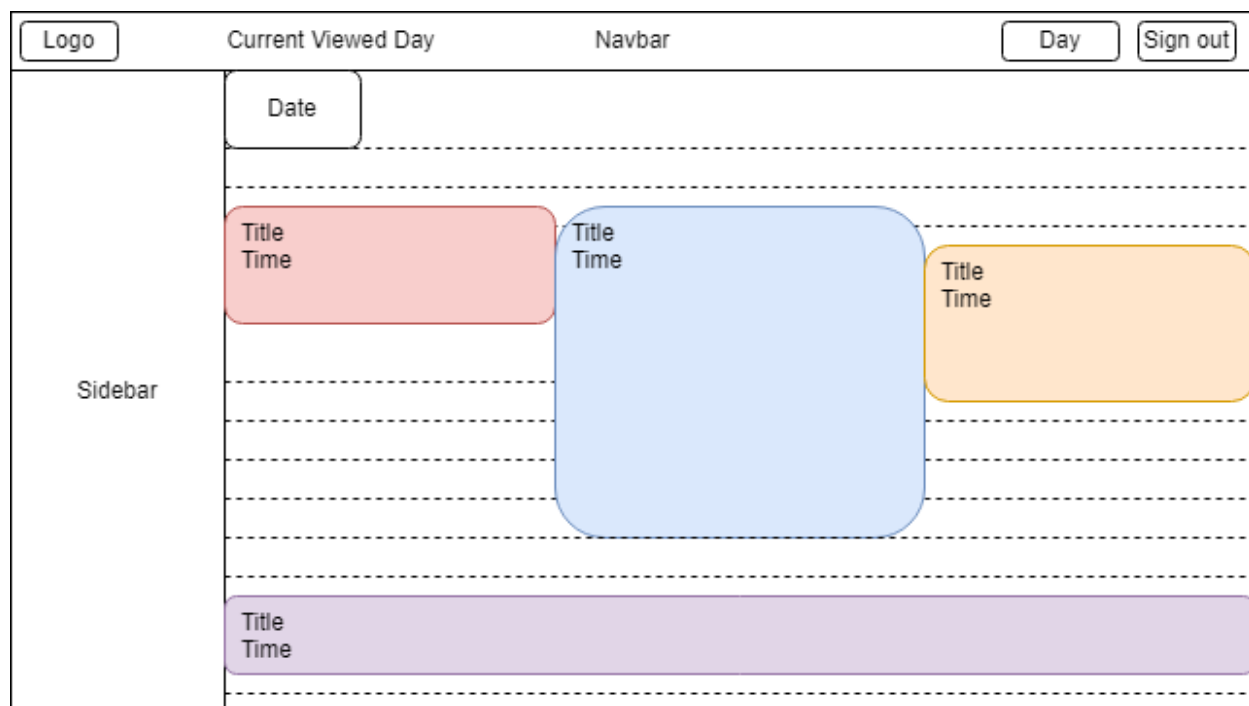 Logo
Current Viewed Day
Navbar
Day
Sign out
Date
Sidebar
Title
Time
Title
Time
Title
Time
Title
Time